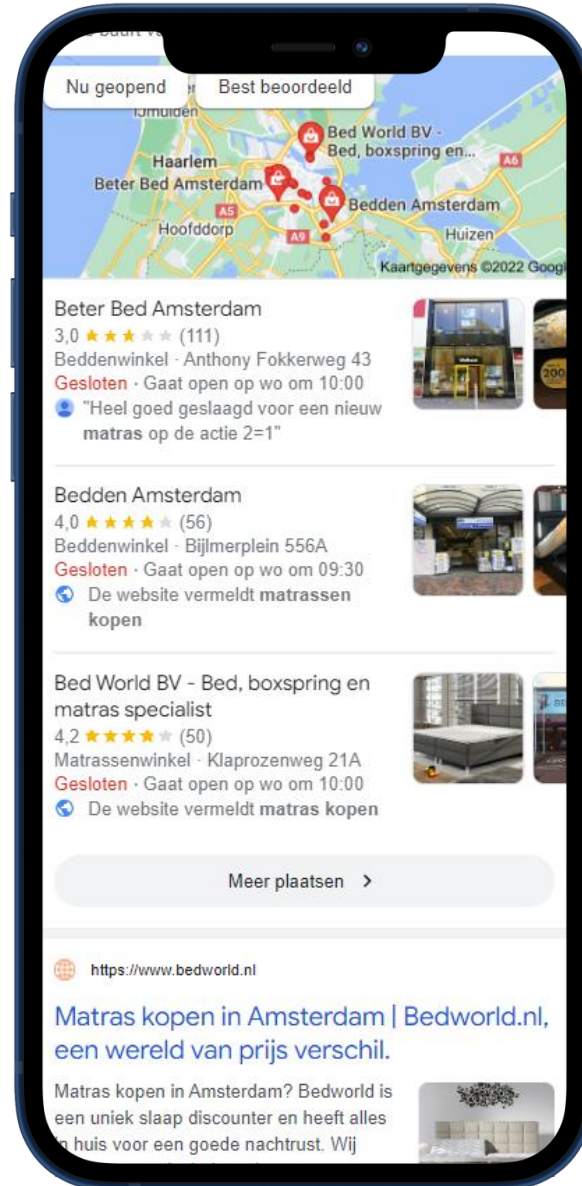 Nu geopend
Best beoordeeld
IJmuiden
Bed World BV -
Bed, boxspring en...
Haarlem
A6
Beter Bed Amsterdam
A5
Bedden Amsterdam
Hoofddorp
A9
Huizen
Kaartgegevens ©2022 Googl
Beter Bed Amsterdam
3,0 (111)
Beddenwinkel · Anthony Fokkerweg 43
Gesloten · Gaat open op wo om 10:00
"Heel goed geslaagd voor een nieuw
matras op de actie 2=1"
200
Bedden Amsterdam
4,0 (56)
Beddenwinkel · Bijlmerplein 556A
Gesloten · Gaat open op wo om 09:30
De website vermeldt matrassen
kopen
Bed World BV - Bed, boxspring en
matras specialist
4,2 (50)
Matrassenwinkel · Klaprozenweg 21A
Gesloten · Gaat open op wo om 10:00
De website vermeldt matras kopen
Meer plaatsen
https://www.bedworld.nl
Matras kopen in Amsterdam | Bedworld.nl,
een wereld van prijs verschil.
Matras kopen in Amsterdam? Bedworld is
een uniek slaap discounter en heeft alles
in huis voor een goede nachtrust. Wij